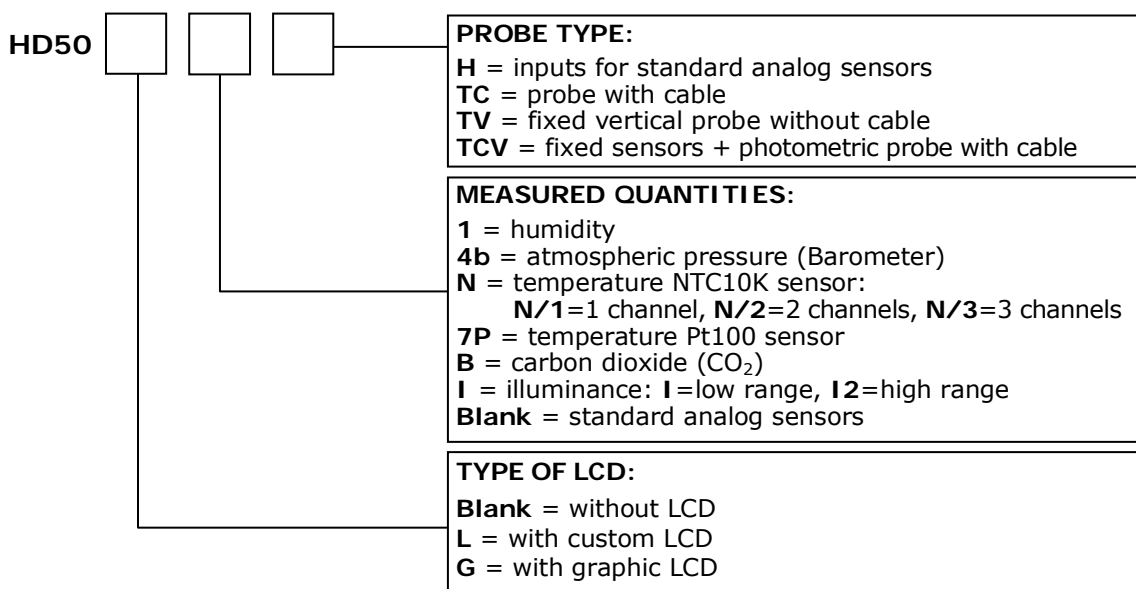 HD50
PROBE TYPE:
H = inputs for standard analog sensors
TC = probe with cable
TV = fixed vertical probe without cable
TCV = fixed sensors + photometric probe with cable
MEASURED QUANTITIES:
1 = humidity
4b = atmospheric pressure (Barometer)
N = temperature NTC10K sensor:
N/1=1 channel, N/2=2 channels, N/3=3 channels
7P = temperature Pt100 sensor
B = carbon dioxide (CO₂)
I = illuminance: I=low range, I2=high range
Blank = standard analog sensors
TYPE OF LCD:
Blank = without LCD
L = with custom LCD
G = with graphic LCD